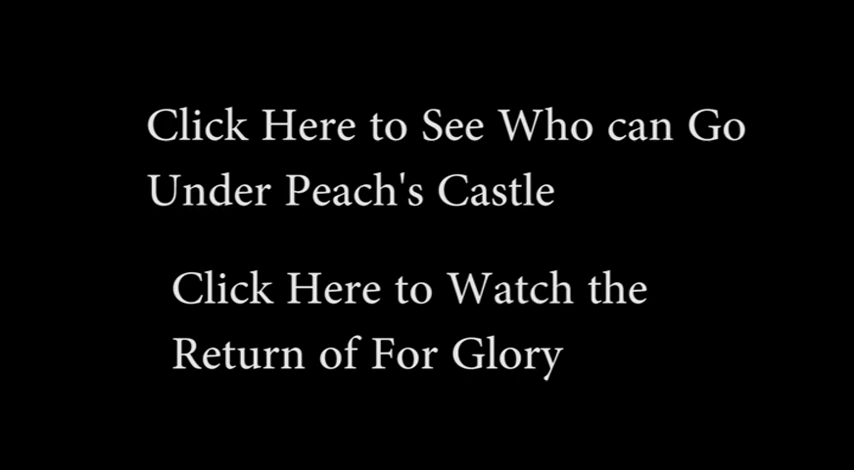 Click Here to See Who can Go
Under Peach's Castle
Click Here to Watch the
Return of For Glory